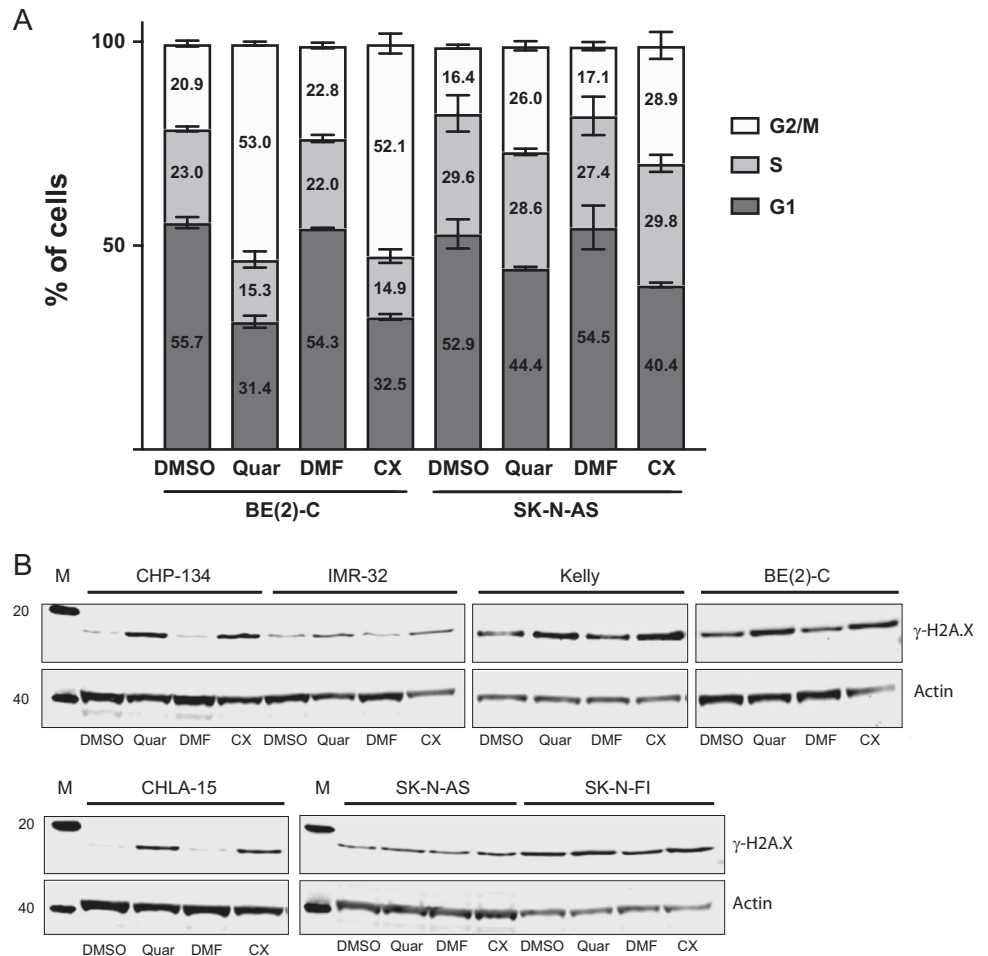 A
100
50
% of cells
20.9
23.0
55.7
53.0
15.3
31.4
22.8
22.0
54.3
52.1
14.9
32.5
16.4
29.6
52.9
26.0
28.6
44.4
17.1
27.4
54.5
28.9
29.8
40.4
G2/M
S
G1
DMSO Quar DMF CX DMSO Quar DMF CX
BE(2)-C SK-N-AS
B
M CHP-134 IMR-32 Kelly BE(2)-C
20 γ-H2A.X
40 Actin
DMSO Quar DMF CX DMSO Quar DMF CX DMSO Quar DMF CX DMSO Quar DMF CX
M CHLA-15 M SK-N-AS SK-N-FI
20 γ-H2A.X
40 Actin
DMSO Quar DMF CX DMSO Quar DMF CX DMSO Quar DMF CX